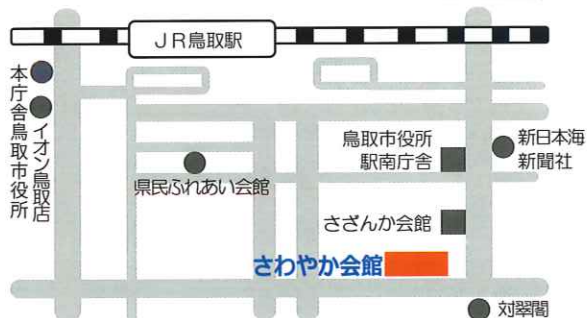 JR鳥取駅
本庁舎鳥取市役所
イオン鳥取店
県民ふれあい会館
鳥取市役所
駅南庁舎
新日本海
新聞社
さざんか会館
さわやか会館
対翠閣